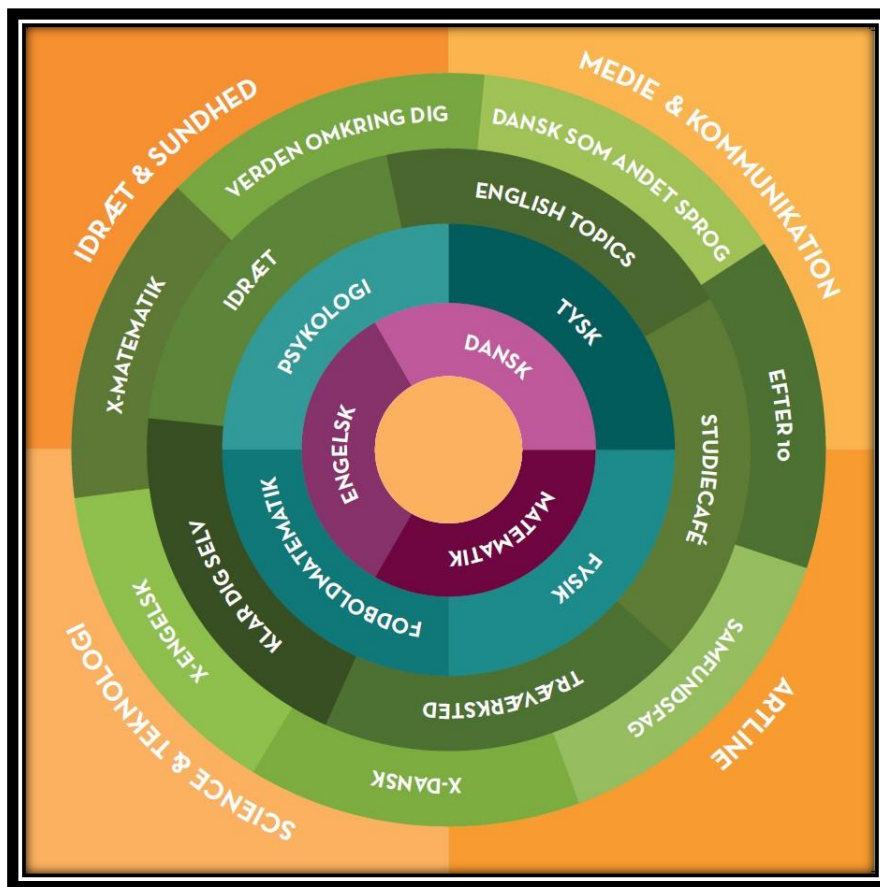 IDRÆT & SUNDHED
MEDIE & KOMMUNIKATION
ARTLINE
SCIENCE & TEKNOLOGI
VERDEN OMKRING DIG
DANSK SOM ANDET SPROG
EFTER 10
SAMFUNDSFAG
X-DANSK
X-ENGELSK
X-MATEMATIK
IDRÆT
ENGLISH TOPICS
STUDIECAFÉ
TRÆVÆRKSTED
KLAR DIG SELV
PSYKOLOGI
TYSK
FYSIK
FODBOLDMATEMATIK
DANSK
MATEMATIK
ENGELSK